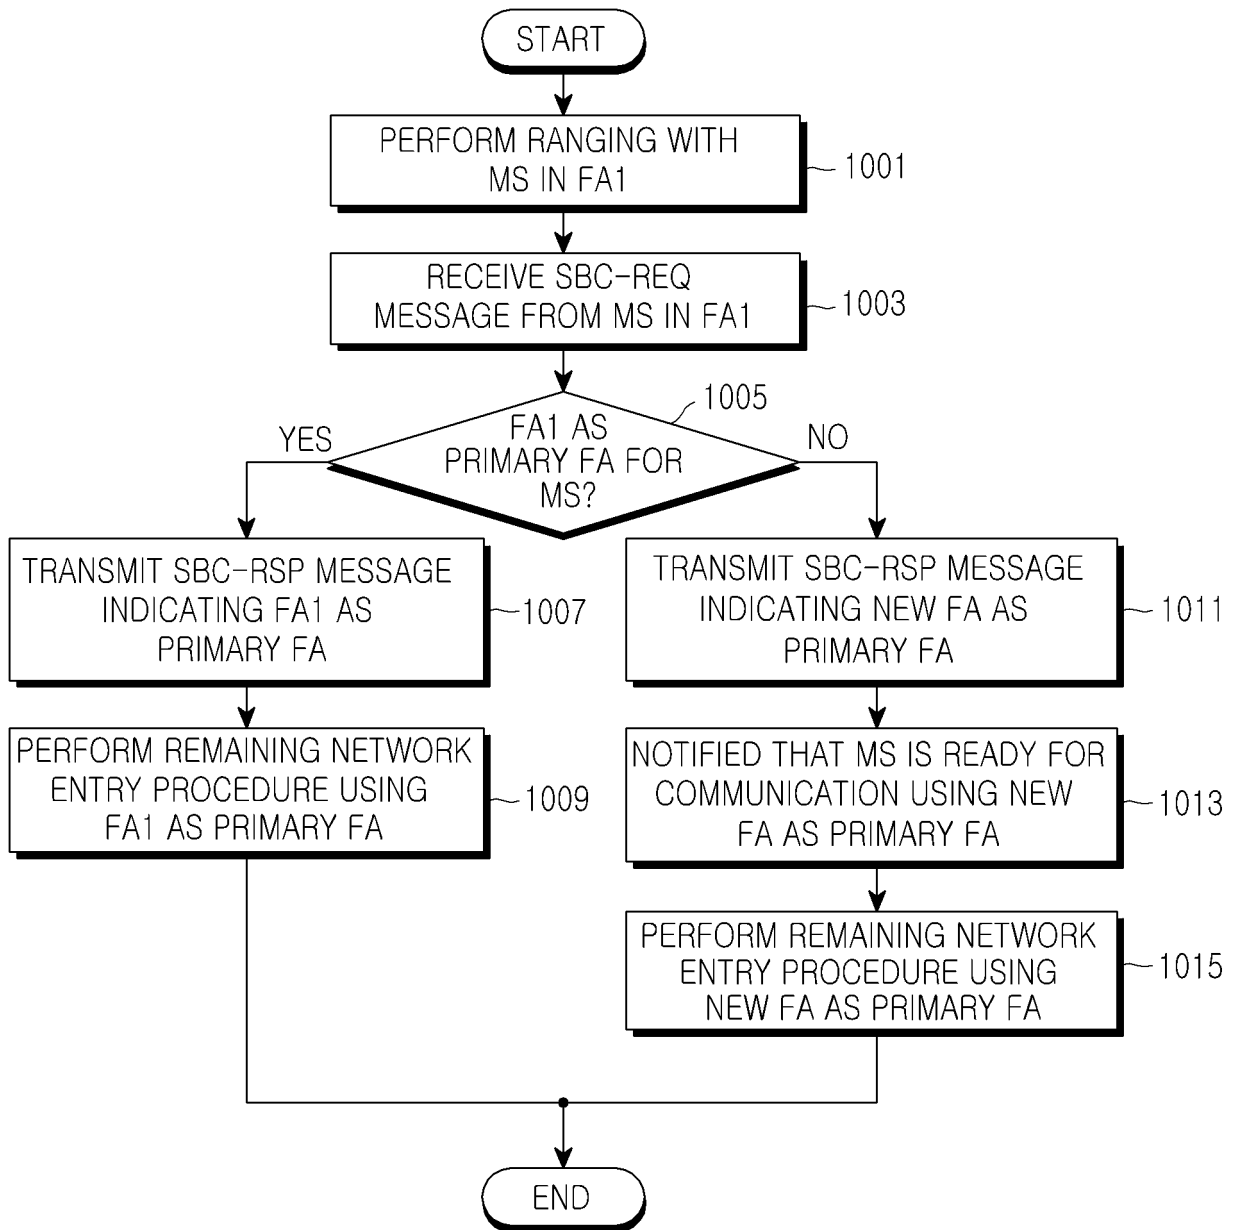 START
PERFORM RANGING WITH
MS IN FA1
1001
RECEIVE SBC-REQ
MESSAGE FROM MS IN FA1
1003
1005
FA1 AS
PRIMARY FA FOR
MS?
YES
NO
TRANSMIT SBC-RSP MESSAGE
INDICATING FA1 AS
PRIMARY FA
1007
PERFORM REMAINING NETWORK
ENTRY PROCEDURE USING
FA1 AS PRIMARY FA
1009
TRANSMIT SBC-RSP MESSAGE
INDICATING NEW FA AS
PRIMARY FA
1011
NOTIFIED THAT MS IS READY FOR
COMMUNICATION USING NEW
FA AS PRIMARY FA
1013
PERFORM REMAINING NETWORK
ENTRY PROCEDURE USING
NEW FA AS PRIMARY FA
1015
END